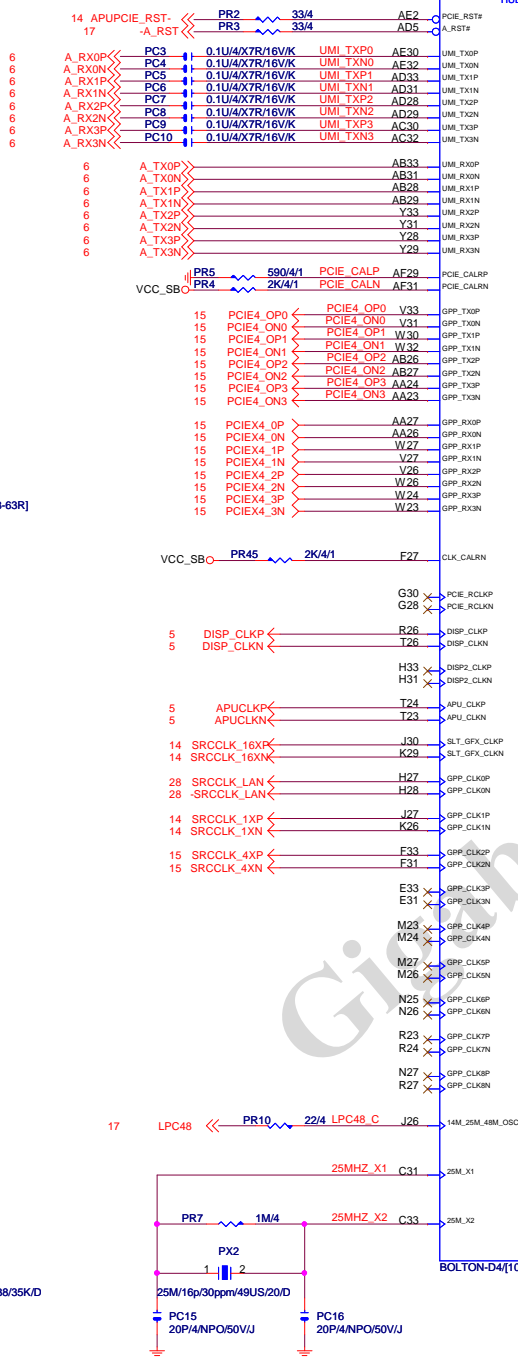 HU
14 APUPCIE_RST- PR2 33/4 AE2 PCIE_RST#
17 -A_RST PR3 33/4 AD5 A_RST#
6 A_RX0P PC3 0.1U/4/X7R/16V/K UMI_TXP0 AE30 UMI_TX0P
6 A_RX0N PC4 0.1U/4/X7R/16V/K UMI_TXN0 AE32 UMI_TX0N
6 A_RX1P PC5 0.1U/4/X7R/16V/K UMI_TXP1 AD33 UMI_TX1P
6 A_RX1N PC6 0.1U/4/X7R/16V/K UMI_TXN1 AD31 UMI_TX1N
6 A_RX2P PC7 0.1U/4/X7R/16V/K UMI_TXP2 AD28 UMI_TX2P
6 A_RX2N PC8 0.1U/4/X7R/16V/K UMI_TXN2 AD29 UMI_TX2N
6 A_RX3P PC9 0.1U/4/X7R/16V/K UMI_TXP3 AC30 UMI_TX3P
6 A_RX3N PC10 0.1U/4/X7R/16V/K UMI_TXN3 AC32 UMI_TX3N
6 A_TX0P AB33 UMI_RX0P
6 A_TX0N AB31 UMI_RX0N
6 A_TX1P AB28 UMI_RX1P
6 A_TX1N AB29 UMI_RX1N
6 A_TX2P Y33 UMI_RX2P
6 A_TX2N Y31 UMI_RX2N
6 A_TX3P Y28 UMI_RX3P
6 A_TX3N Y29 UMI_RX3N
PR5 590/4/1 PCIE_CALP AF29 PCIE_CALRP
VCC_SB PR4 2K/4/1 PCIE_CALN AF31 PCIE_CALRN
15 PCIE4_OP0 PCIE4_OP0 V33 GPP_TX0P
15 PCIE4_ON0 PCIE4_ON0 V31 GPP_TX0N
15 PCIE4_OP1 PCIE4_OP1 W30 GPP_TX1P
15 PCIE4_ON1 PCIE4_ON1 W32 GPP_TX1N
15 PCIE4_OP2 PCIE4_OP2 AB26 GPP_TX2P
15 PCIE4_ON2 PCIE4_ON2 AB27 GPP_TX2N
15 PCIE4_OP3 PCIE4_OP3 AA24 GPP_TX3P
15 PCIE4_ON3 PCIE4_ON3 AA23 GPP_TX3N
15 PCIEX4_0P AA27 GPP_RX0P
15 PCIEX4_0N AA26 GPP_RX0N
15 PCIEX4_1P W27 GPP_RX1P
15 PCIEX4_1N V27 GPP_RX1N
15 PCIEX4_2P V26 GPP_RX2P
15 PCIEX4_2N W26 GPP_RX2N
15 PCIEX4_3P W24 GPP_RX3P
15 PCIEX4_3N W23 GPP_RX3N
-63R]
VCC_SB PR45 2K/4/1 F27 CLK_CALRN
G30 PCIE_RCLKP
G28 PCIE_RCLKN
5 DISP_CLKP R26 DISP_CLKP
5 DISP_CLKN T26 DISP_CLKN
H33 DISP2_CLKP
H31 DISP2_CLKN
5 APUCLKP T24 APU_CLKP
5 APUCLKN T23 APU_CLKN
14 SRCCLK_16XP J30 SLT_GFX_CLKP
14 SRCCLK_16XN K29 SLT_GFX_CLKN
28 SRCCLK_LAN H27 GPP_CLK0P
28 -SRCCLK_LAN H28 GPP_CLK0N
14 SRCCLK_1XP J27 GPP_CLK1P
14 SRCCLK_1XN K26 GPP_CLK1N
15 SRCCLK_4XP F33 GPP_CLK2P
15 SRCCLK_4XN F31 GPP_CLK2N
E33 GPP_CLK3P
E31 GPP_CLK3N
M23 GPP_CLK4P
M24 GPP_CLK4N
M27 GPP_CLK5P
M26 GPP_CLK5N
N25 GPP_CLK6P
N26 GPP_CLK6N
R23 GPP_CLK7P
R24 GPP_CLK7N
N27 GPP_CLK8P
R27 GPP_CLK8N
Gigab
17 LPC48 PR10 22/4 LPC48_C J26 14M_25M_48M_OSC
25MHZ_X1 C31 25M_X1
PR7 1M/4 25MHZ_X2 C33 25M_X2
PX2
1 2
BOLTON-D4/[10
8/35K/D 25M/16p/30ppm/49US/20/D
PC15 PC16
20P/4/NPO/50V/J 20P/4/NPO/50V/J